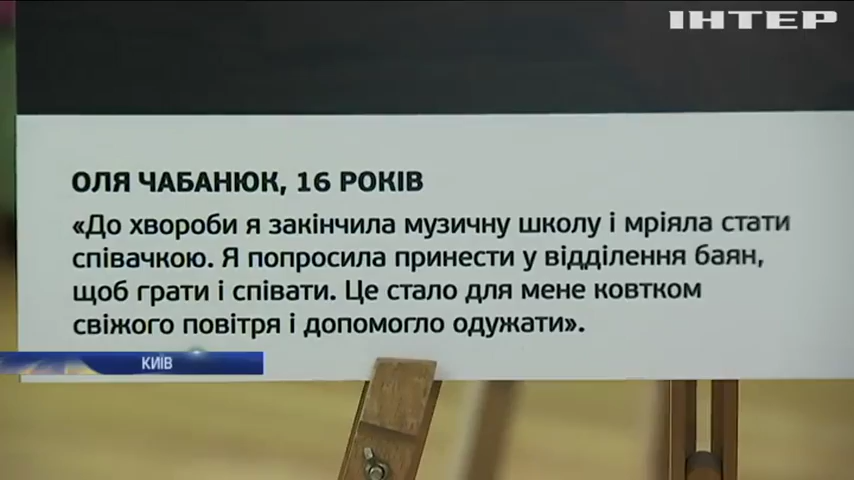 ІНТЕР
ОЛЯ ЧАБАНЮК, 16 РОКІВ
«До хвороби я закінчила музичну школу і мріяла стати
співачкою. Я попросила принести у відділення баян,
щоб грати і співати. Це стало для мене ковтком
свіжого повітря і допомогло одужати».
КИЇВ